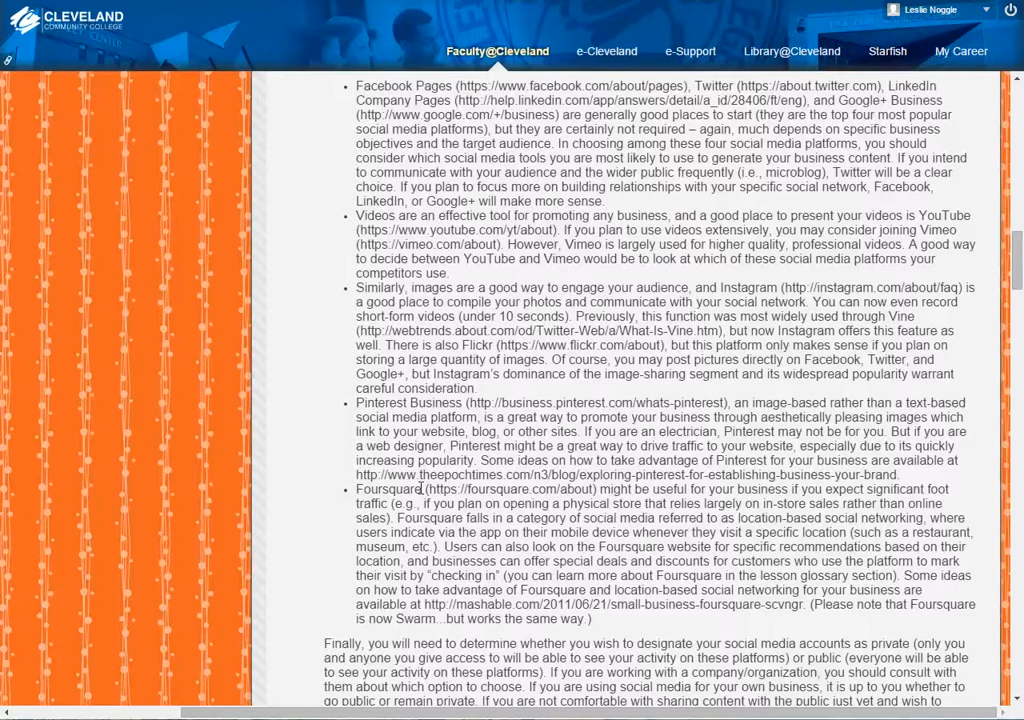 CLEVELAND
COMMUNITY COLLEGE
Leslie Noggle
Faculty@Cleveland e-Cleveland e-Support Library@Cleveland Starfish My Career
• Facebook Pages (https://www.facebook.com/about/pages), Twitter (https://about.twitter.com), LinkedIn
Company Pages (http://help.linkedin.com/app/answers/detail/a_id/28406/ft/eng), and Google+ Business
(http://www.google.com/+/business) are generally good places to start (they are the top four most popular
social media platforms), but they are certainly not required – again, much depends on specific business
objectives and the target audience. In choosing among these four social media platforms, you should
consider which social media tools you are most likely to use to generate your business content. If you intend
to communicate with your audience and the wider public frequently (i.e., microblog), Twitter will be a clear
choice. If you plan to focus more on building relationships with your specific social network, Facebook,
LinkedIn, or Google+ will make more sense.
• Videos are an effective tool for promoting any business, and a good place to present your videos is YouTube
(https://www.youtube.com/yt/about). If you plan to use videos extensively, you may consider joining Vimeo
(https://vimeo.com/about). However, Vimeo is largely used for higher quality, professional videos. A good way
to decide between YouTube and Vimeo would be to look at which of these social media platforms your
competitors use.
• Similarly, images are a good way to engage your audience, and Instagram (http://instagram.com/about/faq) is
a good place to compile your photos and communicate with your social network. You can now even record
short-form videos (under 10 seconds). Previously, this function was most widely used through Vine
(http://webtrends.about.com/od/Twitter-Web/a/What-Is-Vine.htm), but now Instagram offers this feature as
well. There is also Flickr (https://www.flickr.com/about), but this platform only makes sense if you plan on
storing a large quantity of images. Of course, you may post pictures directly on Facebook, Twitter, and
Google+, but Instagram's dominance of the image-sharing segment and its widespread popularity warrant
careful consideration.
• Pinterest Business (http://business.pinterest.com/whats-pinterest), an image-based rather than a text-based
social media platform, is a great way to promote your business through aesthetically pleasing images which
link to your website, blog, or other sites. If you are an electrician, Pinterest may not be for you. But if you are
a web designer, Pinterest might be a great way to drive traffic to your website, especially due to its quickly
increasing popularity. Some ideas on how to take advantage of Pinterest for your business are available at
http://www.theepochtimes.com/n3/blog/exploring-pinterest-for-establishing-business-your-brand.
• Foursquare (https://foursquare.com/about) might be useful for your business if you expect significant foot
traffic (e.g., if you plan on opening a physical store that relies largely on in-store sales rather than online
sales). Foursquare falls in a category of social media referred to as location-based social networking, where
users indicate via the app on their mobile device whenever they visit a specific location (such as a restaurant,
museum, etc.). Users can also look on the Foursquare website for specific recommendations based on their
location, and businesses can offer special deals and discounts for customers who use the platform to mark
their visit by “checking in” (you can learn more about Foursquare in the lesson glossary section). Some ideas
on how to take advantage of Foursquare and location-based social networking for your business are
available at http://mashable.com/2011/06/21/small-business-foursquare-scvngr. (Please note that Foursquare
is now Swarm...but works the same way.)
Finally, you will need to determine whether you wish to designate your social media accounts as private (only you
and anyone you give access to will be able to see your activity on these platforms) or public (everyone will be able
to see your activity on these platforms). If you are working with a company/organization, you should consult with
them about which option to choose. If you are using social media for your own business, it is up to you whether to
go public or remain private. If you are not comfortable with sharing content with the public just yet and wish to